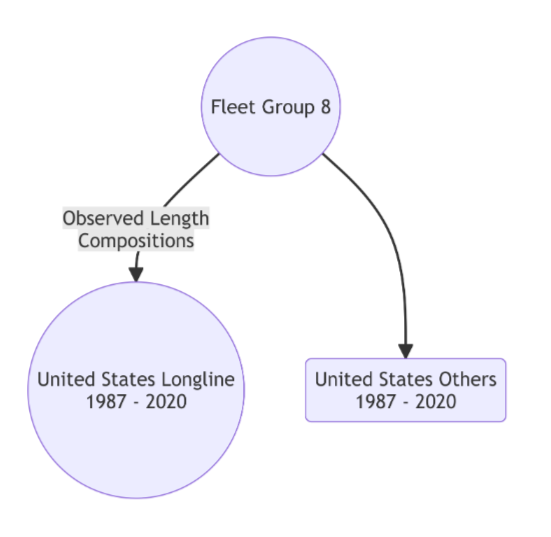 Fleet Group 8
Observed Length
Compositions
United States Longline
1987 - 2020
United States Others
1987 - 2020